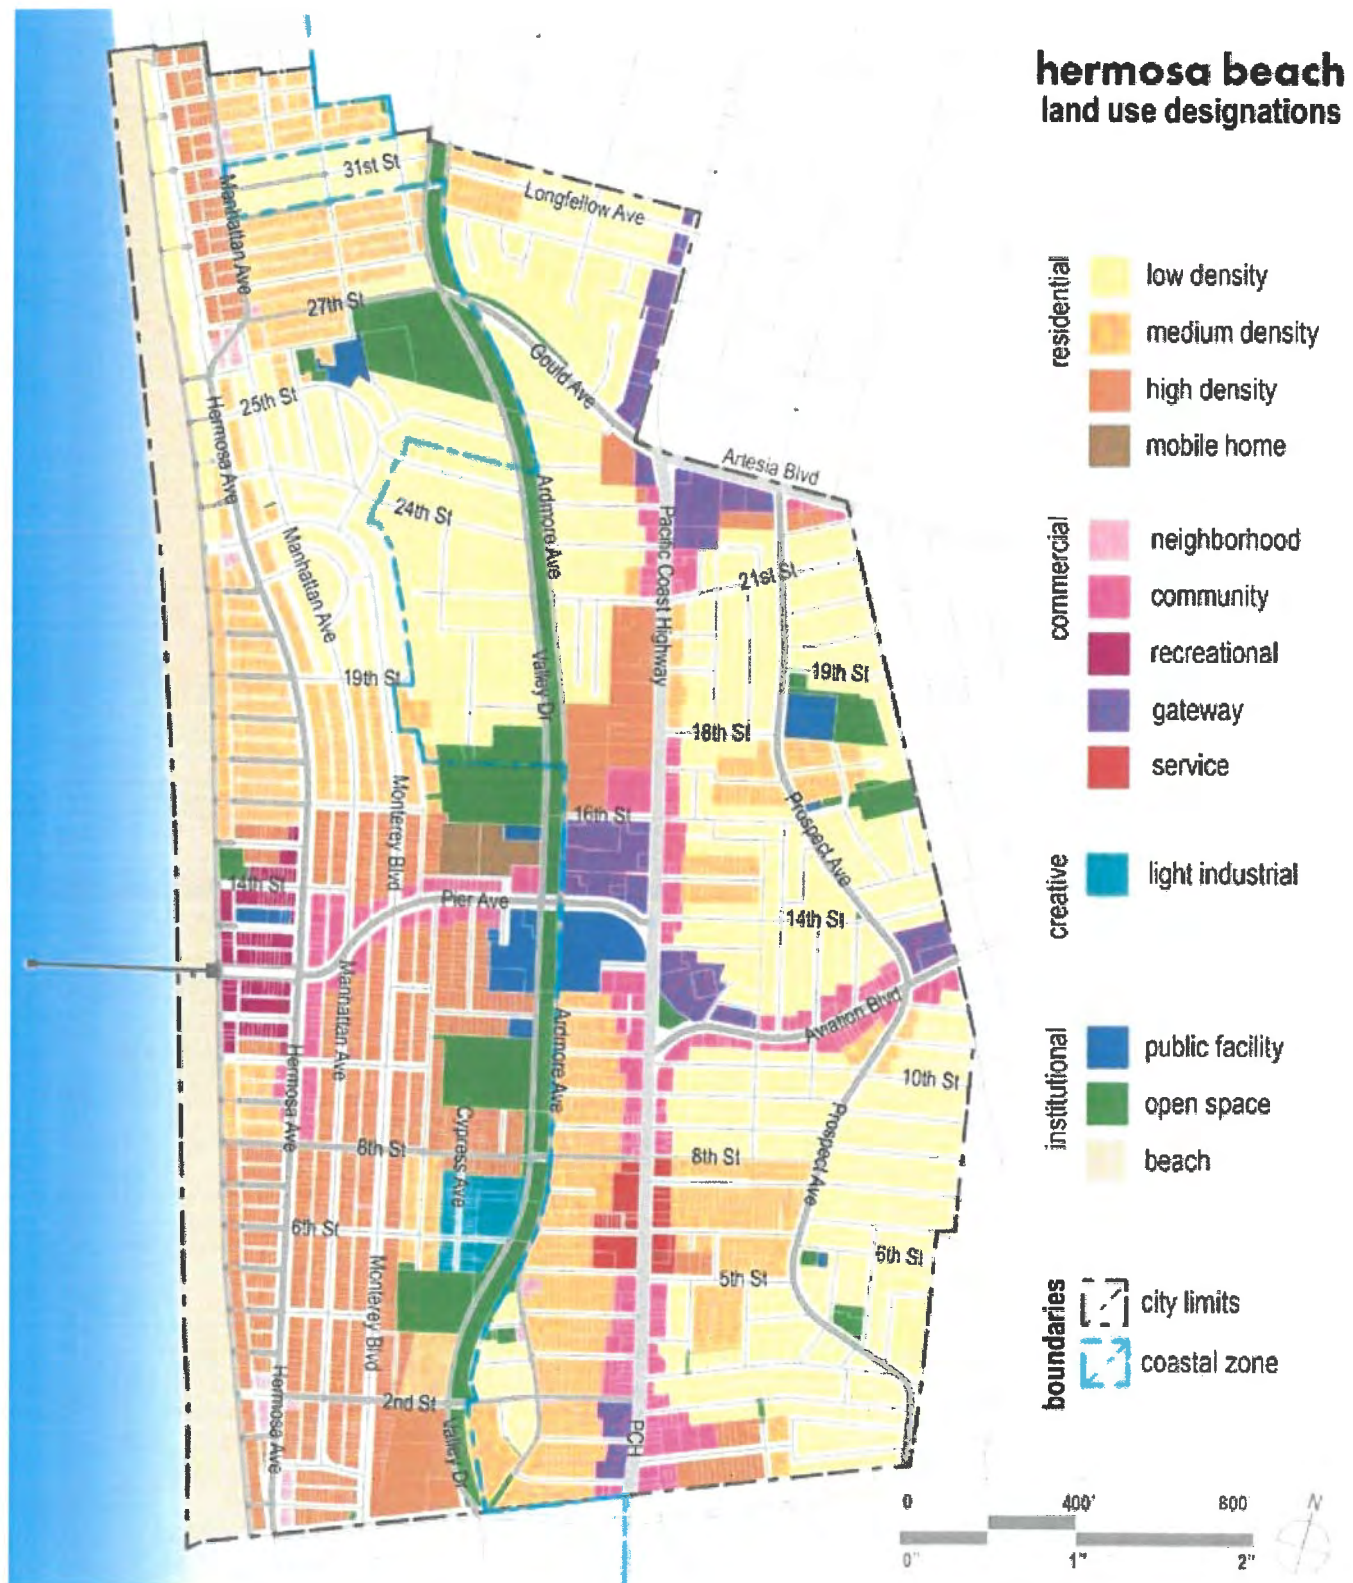 hermosa beach
land use designations
residential
low density
medium density
high density
mobile home
commercial
neighborhood
community
recreational
gateway
service
creative
light industrial
institutional
public facility
open space
beach
boundaries
city limits
coastal zone
31st St
Longfellow Ave
Manhattan Ave
27th St
Gould Ave
25th St
Hermosa Ave
Artesia Blvd
24th St
Ardmore Ave
Pacific Coast Highway
Manhattan Ave
21st St
19th St
Valley Dr
19th St
18th St
Monterey Blvd
16th St
Prospect Ave
14th St
Pier Ave
14th St
Manhattan Ave
Aviation Blvd
Hermosa Ave
Ardmore Ave
10th St
Cypress Ave
8th St
8th St
Prospect Ave
6th St
6th St
Monterey Blvd
5th St
Hermosa Ave
2nd St
Valley Dr
PCH
0 400' 800'
0" 1" 2"
N